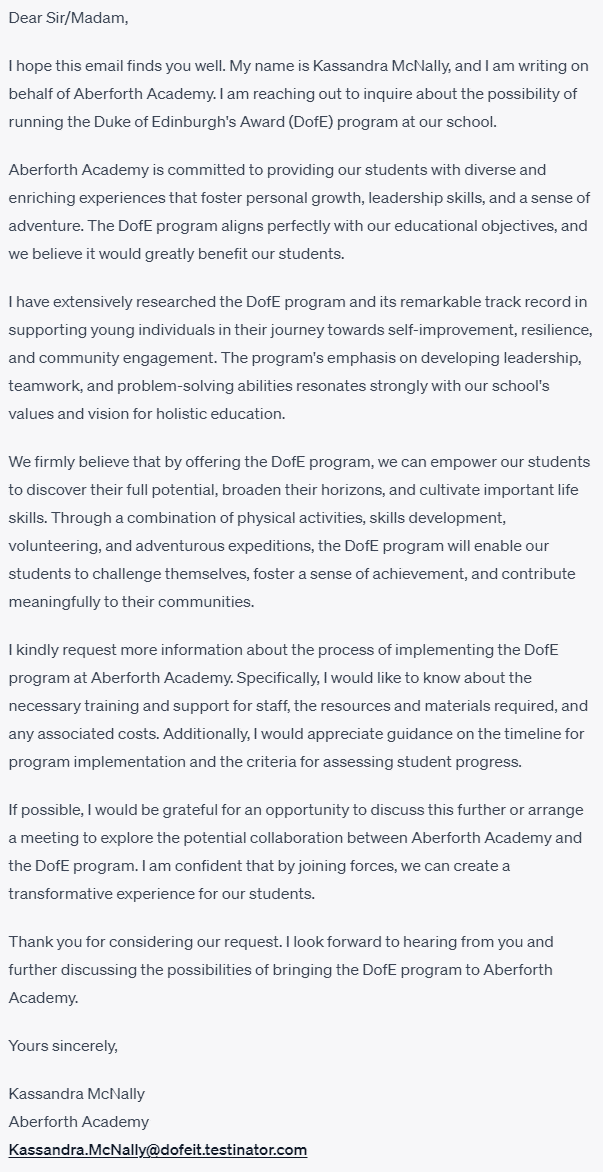 Dear Sir/Madam,
I hope this email finds you well. My name is Kassandra McNally, and I am writing on
behalf of Aberforth Academy. I am reaching out to inquire about the possibility of
running the Duke of Edinburgh's Award (DofE) program at our school.
Aberforth Academy is committed to providing our students with diverse and
enriching experiences that foster personal growth, leadership skills, and a sense of
adventure. The DofE program aligns perfectly with our educational objectives, and
we believe it would greatly benefit our students.
I have extensively researched the DofE program and its remarkable track record in
supporting young individuals in their journey towards self-improvement, resilience,
and community engagement. The program's emphasis on developing leadership,
teamwork, and problem-solving abilities resonates strongly with our school's
values and vision for holistic education.
We firmly believe that by offering the DofE program, we can empower our students
to discover their full potential, broaden their horizons, and cultivate important life
skills. Through a combination of physical activities, skills development,
volunteering, and adventurous expeditions, the DofE program will enable our
students to challenge themselves, foster a sense of achievement, and contribute
meaningfully to their communities.
I kindly request more information about the process of implementing the DofE
program at Aberforth Academy. Specifically, I would like to know about the
necessary training and support for staff, the resources and materials required, and
any associated costs. Additionally, I would appreciate guidance on the timeline for
program implementation and the criteria for assessing student progress.
If possible, I would be grateful for an opportunity to discuss this further or arrange
a meeting to explore the potential collaboration between Aberforth Academy and
the DofE program. I am confident that by joining forces, we can create a
transformative experience for our students.
Thank you for considering our request. I look forward to hearing from you and
further discussing the possibilities of bringing the DofE program to Aberforth
Academy.
Yours sincerely,
Kassandra McNally
Aberforth Academy
Kassandra.McNally@dofeit.testinator.com